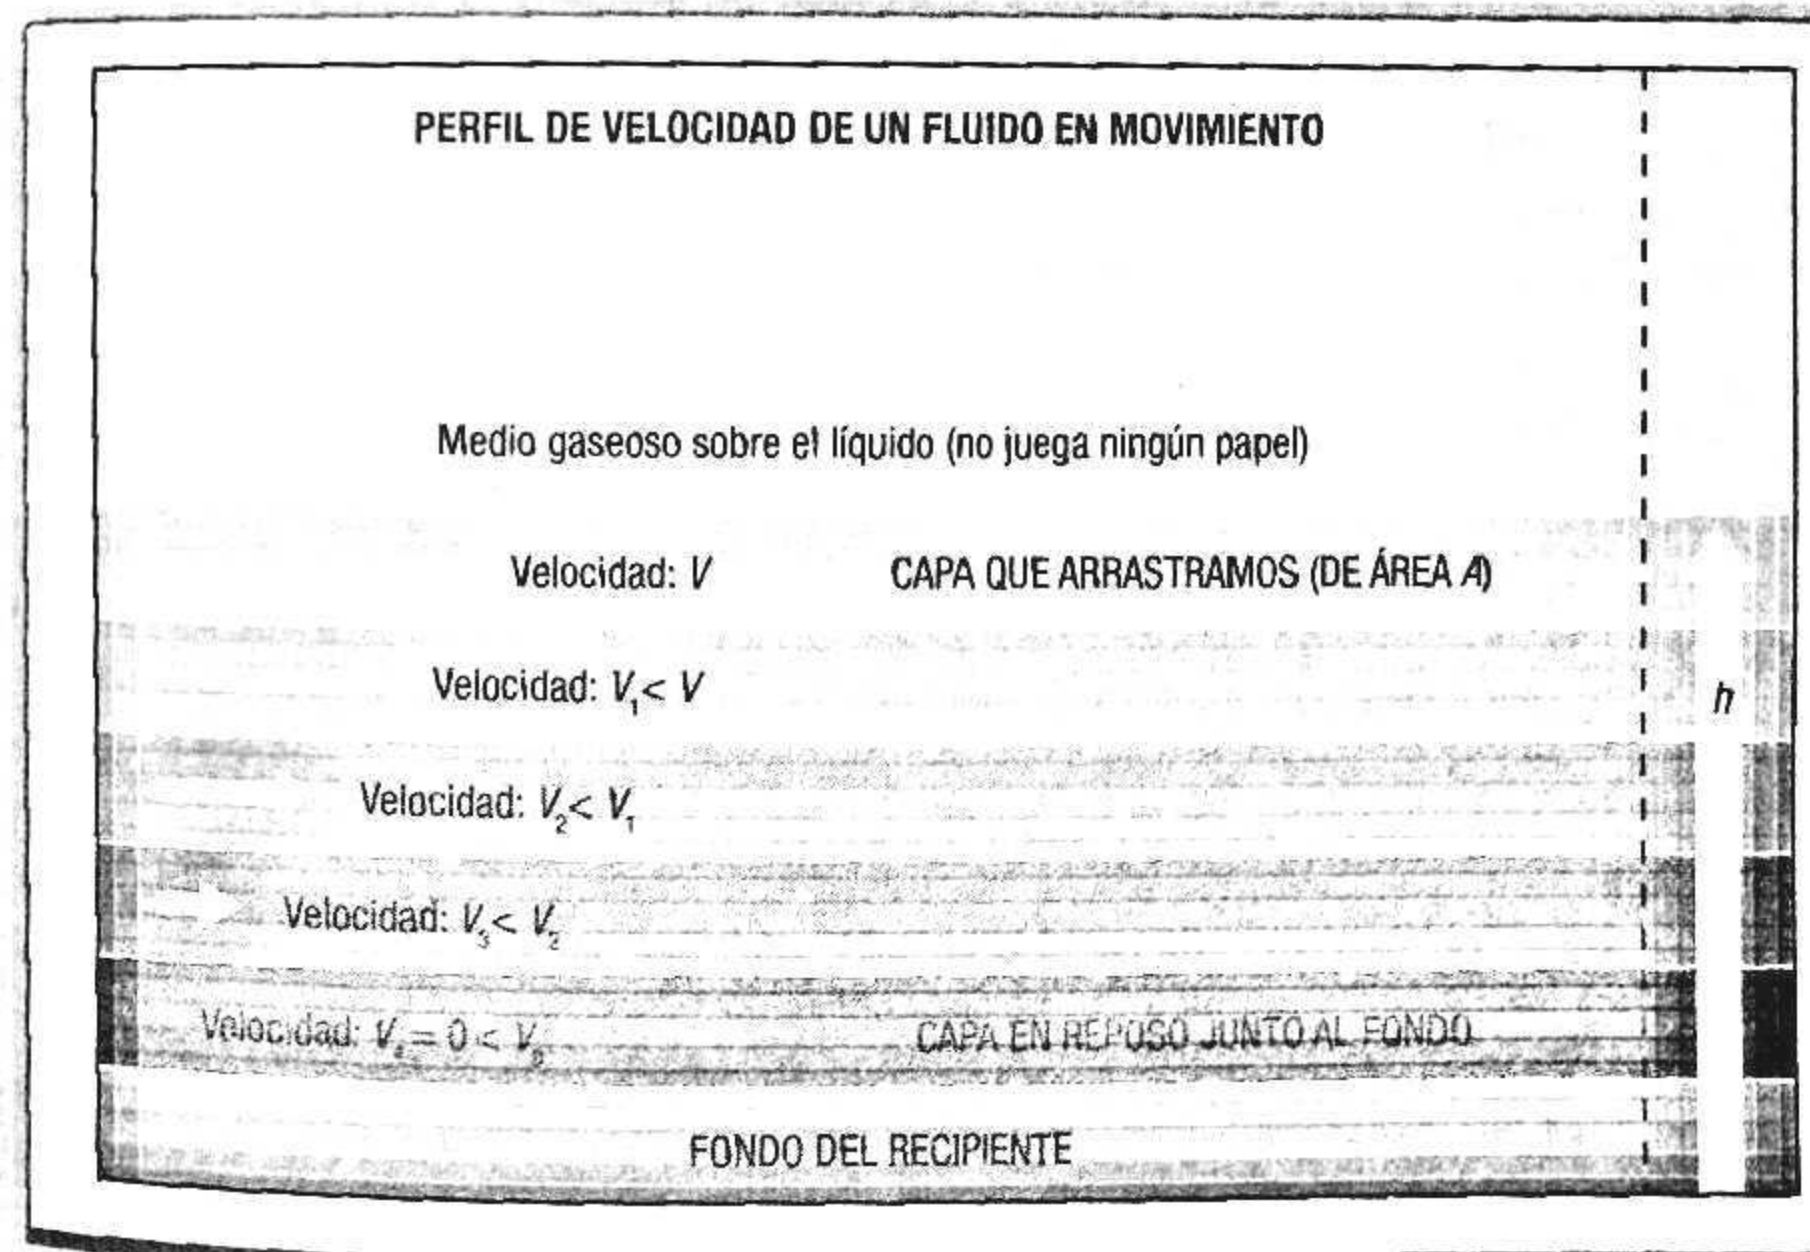 PERFIL DE VELOCIDAD DE UN FLUIDO EN MOVIMIENTO
Medio gaseoso sobre el líquido (no juega ningún papel)
Velocidad: V CAPA QUE ARRASTRAMOS (DE ÁREA A)
Velocidad: V₁ < V
h
Velocidad: V₂ < V₁
Velocidad: V₃ < V₂
Velocidad: V₄ = 0 < V₃ CAPA EN REPOSO JUNTO AL FONDO
FONDO DEL RECIPIENTE